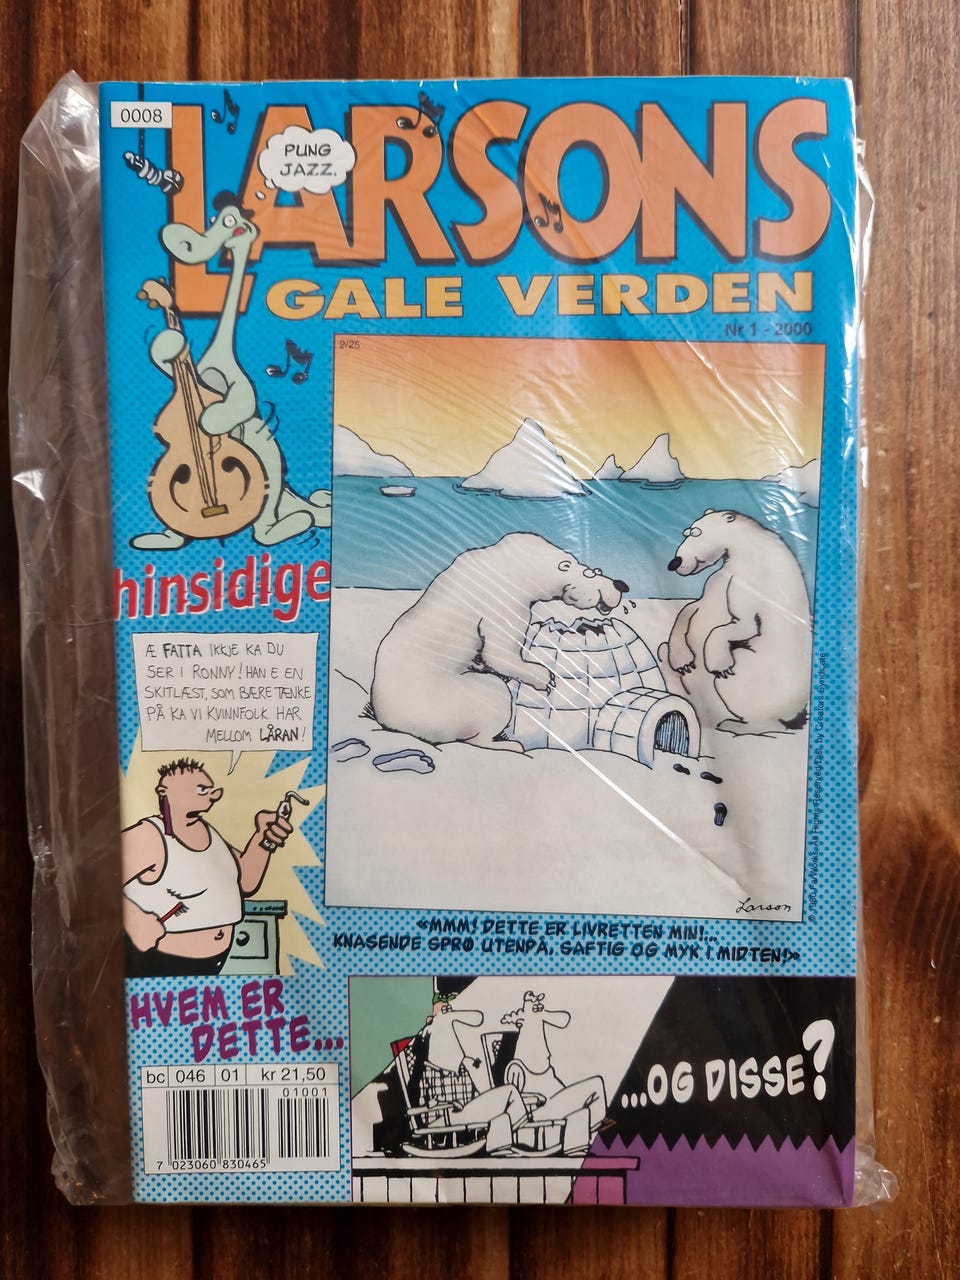 0008
LARSONS
PUNG
JAZZ.
GALE VERDEN
Nr 1 - 2000
2/25
hinsidige
Æ FATTA IKKJE KA DU
SER I RONNY! HAN E EN
SKITLÆST, SOM BÆRE TENKE
PÅ KA VI KVINNFOLK HAR
MELLOM LÅRAN!
Larson
«MMM! DETTE ER LIVRETTEN MIN!...
KNASENDE SPRØ UTENPÅ, SAFTIG OG MYK I MIDTEN!»
HVEM ER
DETTE...
...OG DISSE?
bc 046 01 kr 21,50
01001
7 023060 830465